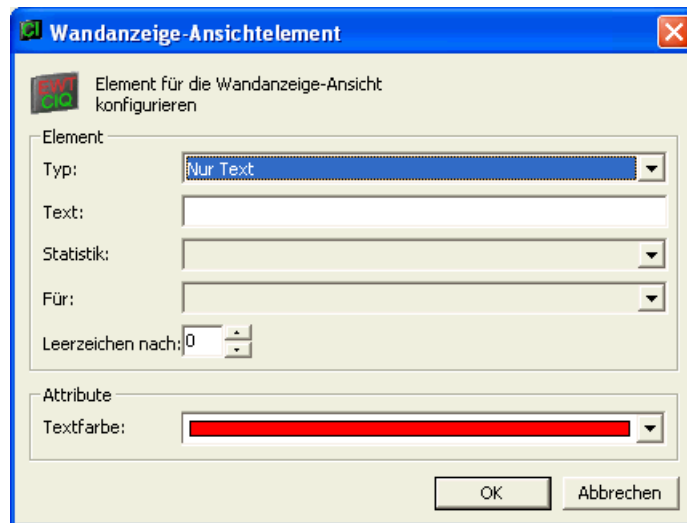 CI Wandanzeige-Ansichtelement
EWT
CIQ
Element für die Wandanzeige-Ansicht
konfigurieren
Element
Typ: Nur Text
Text:
Statistik:
Für:
Leerzeichen nach: 0
Attribute
Textfarbe:
OK Abbrechen